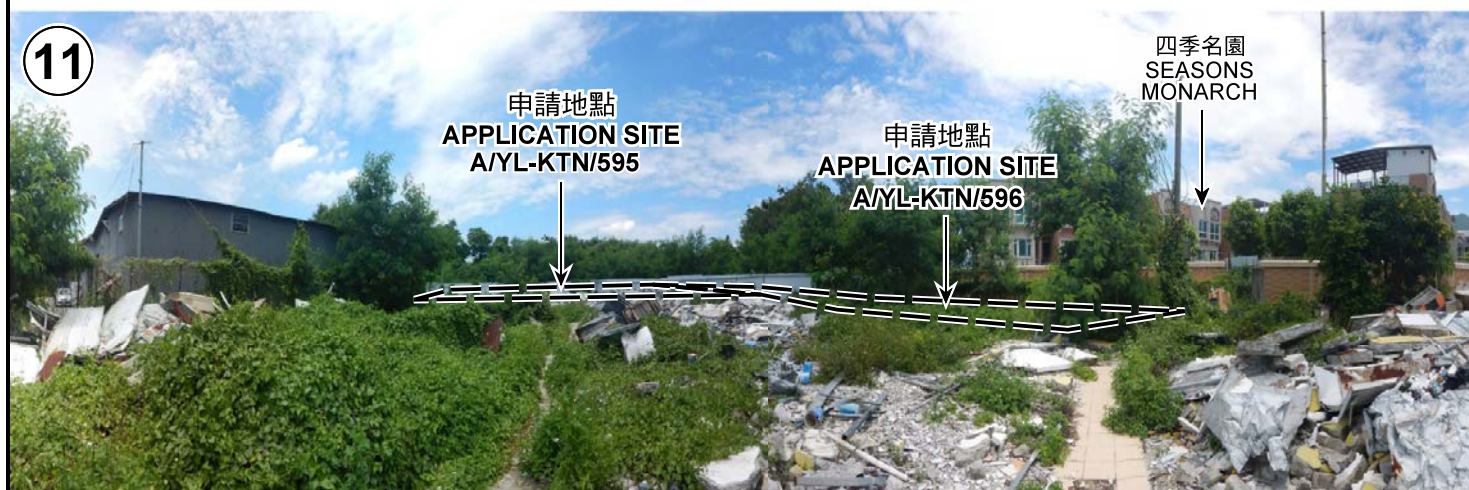 11
申請地點
APPLICATION SITE
A/YL-KTN/595
申請地點
APPLICATION SITE
A/YL-KTN/596
四季名園
SEASONS
MONARCH